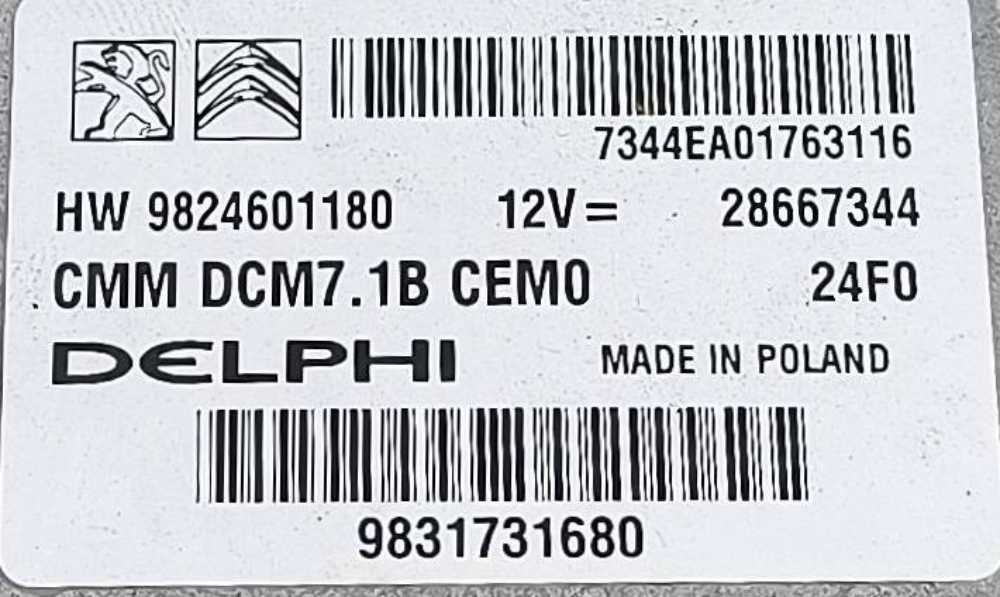 7344EA01763116
HW 9824601180 12V= 28667344
CMM DCM7.1B CEM0 24F0
DELPHI MADE IN POLAND
9831731680